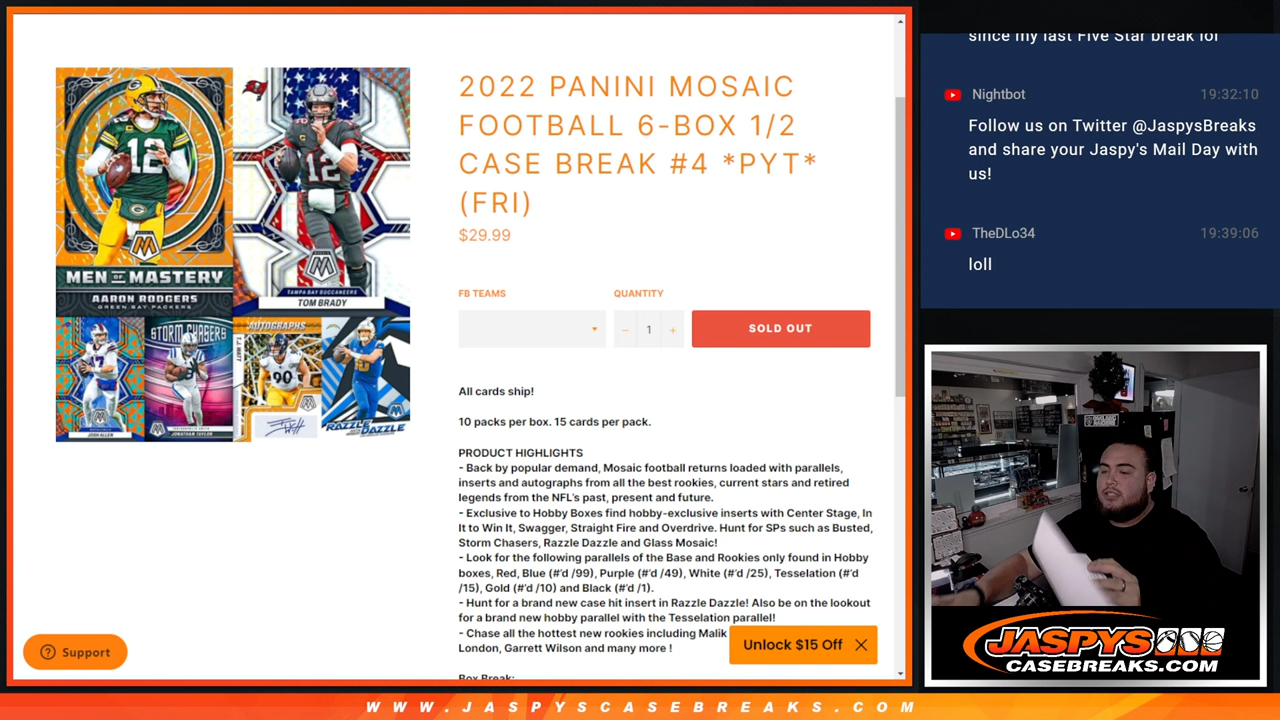 2022 PANINI MOSAIC
FOOTBALL 6-BOX 1/2
CASE BREAK #4 *PYT*
(FRI)
$29.99
FB TEAMS
QUANTITY
− 1 +
SOLD OUT
All cards ship!
10 packs per box. 15 cards per pack.
PRODUCT HIGHLIGHTS
- Back by popular demand, Mosaic football returns loaded with parallels,
inserts and autographs from all the best rookies, current stars and retired
legends from the NFL's past, present and future.
- Exclusive to Hobby Boxes find hobby-exclusive inserts with Center Stage, In
It to Win It, Swagger, Straight Fire and Overdrive. Hunt for SPs such as Busted,
Storm Chasers, Razzle Dazzle and Glass Mosaic!
- Look for the following parallels of the Base and Rookies only found in Hobby
boxes, Red, Blue (#'d /99), Purple (#'d /49), White (#'d /25), Tesselation (#'d
/15), Gold (#'d /10) and Black (#'d /1).
- Hunt for a brand new case hit insert in Razzle Dazzle! Also be on the lookout
for a brand new hobby parallel with the Tesselation parallel!
- Chase all the hottest new rookies including Malik
London, Garrett Wilson and many more !
Box Break:
Unlock $15 Off
Support
12
MEN OF MASTERY
AARON RODGERS
GREEN BAY PACKERS
12
TAMPA BAY BUCCANEERS
TOM BRADY
17
JOSH ALLEN
STORM CHASERS
JONATHAN TAYLOR
AUTOGRAPHS
T.J. WATT
90
RAZZLE DAZZLE
since my last Five Star break lol
Nightbot 19:32:10
Follow us on Twitter @JaspysBreaks
and share your Jaspy's Mail Day with
us!
TheDLo34 19:39:06
loll
JASPYS
CASEBREAKS.COM
WWW.JASPYSCASEBREAKS.COM